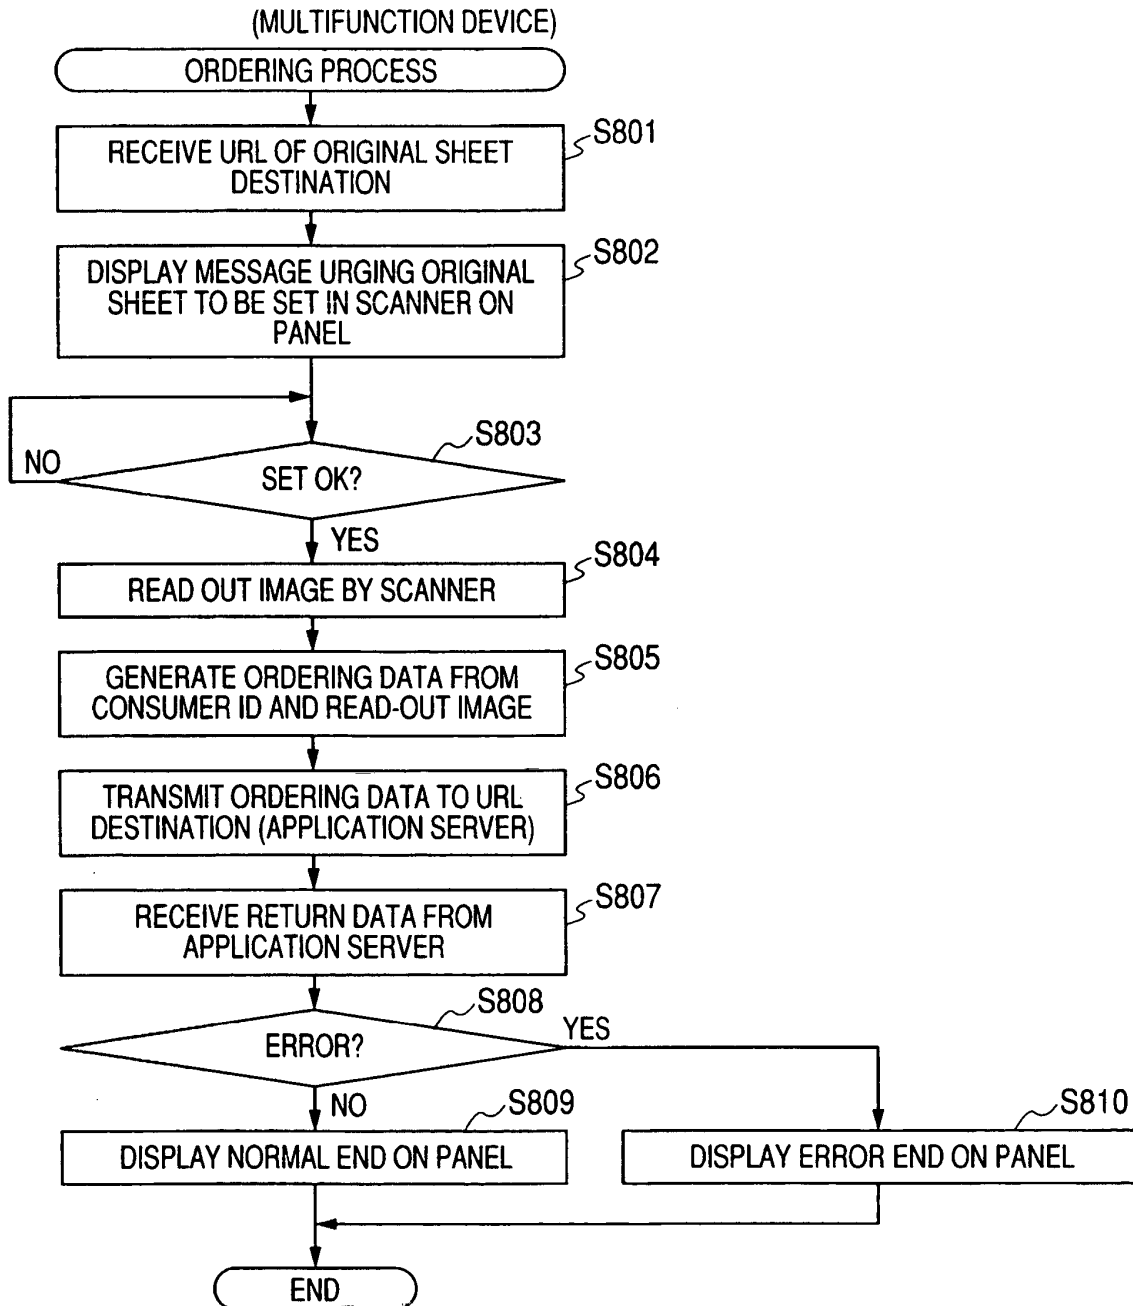 (MULTIFUNCTION DEVICE)
ORDERING PROCESS
S801
RECEIVE URL OF ORIGINAL SHEET
DESTINATION
S802
DISPLAY MESSAGE URGING ORIGINAL
SHEET TO BE SET IN SCANNER ON
PANEL
S803
NO
SET OK?
YES
S804
READ OUT IMAGE BY SCANNER
S805
GENERATE ORDERING DATA FROM
CONSUMER ID AND READ-OUT IMAGE
S806
TRANSMIT ORDERING DATA TO URL
DESTINATION (APPLICATION SERVER)
S807
RECEIVE RETURN DATA FROM
APPLICATION SERVER
S808
YES
ERROR?
NO
S809
S810
DISPLAY NORMAL END ON PANEL
DISPLAY ERROR END ON PANEL
END